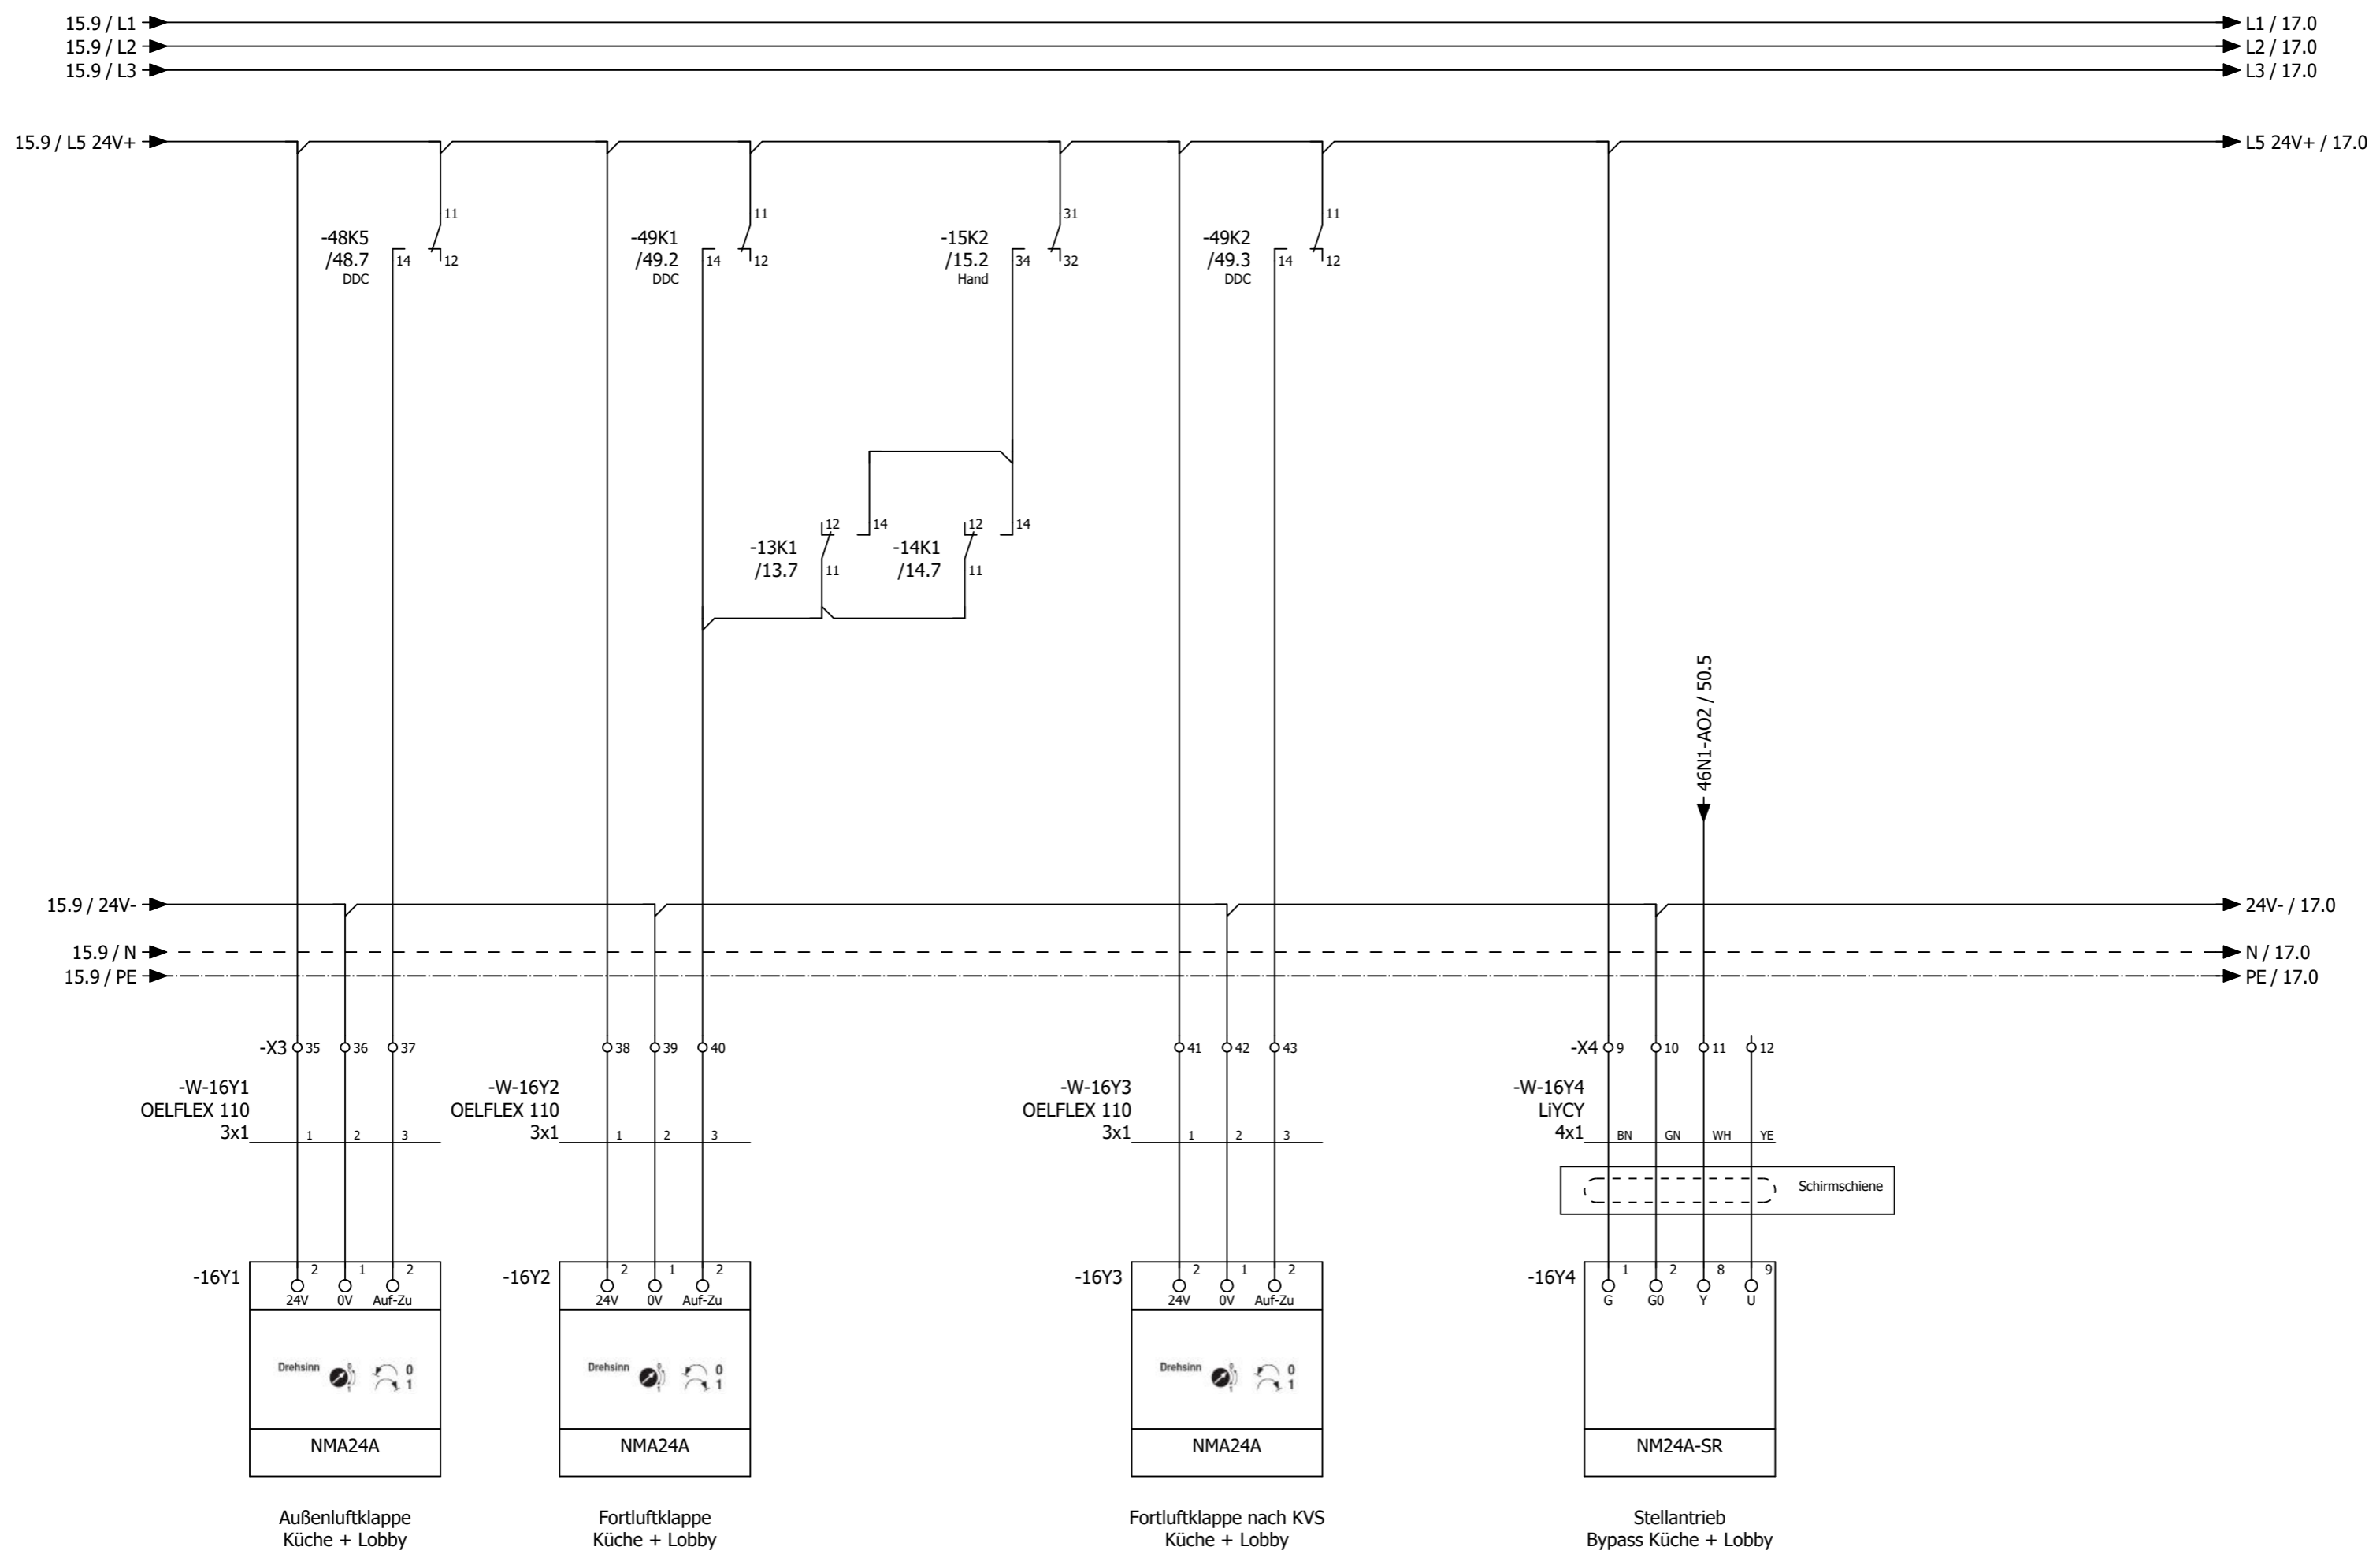 15.9 / L1
L1 / 17.0
15.9 / L2
L2 / 17.0
15.9 / L3
L3 / 17.0
15.9 / L5 24V+
L5 24V+ / 17.0
11
11
31
11
-48K5
-49K1
-15K2
-49K2
/48.7
14
12
/49.2
14
12
/15.2
34
32
/49.3
14
12
DDC
DDC
Hand
DDC
12
14
12
14
-13K1
-14K1
/13.7
11
/14.7
11
46N1-AO2 / 50.5
15.9 / 24V-
24V- / 17.0
15.9 / N
N / 17.0
15.9 / PE
PE / 17.0
-X3
35
36
37
38
39
40
41
42
43
-X4
9
10
11
12
-W-16Y1
-W-16Y2
-W-16Y3
-W-16Y4
OELFLEX 110
OELFLEX 110
OELFLEX 110
LiYCY
3x1
1
2
3
3x1
1
2
3
3x1
1
2
3
4x1
BN
GN
WH
YE
Schirmschiene
-16Y1
2
1
2
-16Y2
2
1
2
-16Y3
2
1
2
-16Y4
1
2
8
9
24V
0V
Auf-Zu
24V
0V
Auf-Zu
24V
0V
Auf-Zu
G
G0
Y
U
Drehsinn
0
1
0
1
Drehsinn
0
1
0
1
Drehsinn
0
1
0
1
NMA24A
NMA24A
NMA24A
NM24A-SR
Außenluftklappe
Küche + Lobby
Fortluftklappe
Küche + Lobby
Fortluftklappe nach KVS
Küche + Lobby
Stellantrieb
Bypass Küche + Lobby